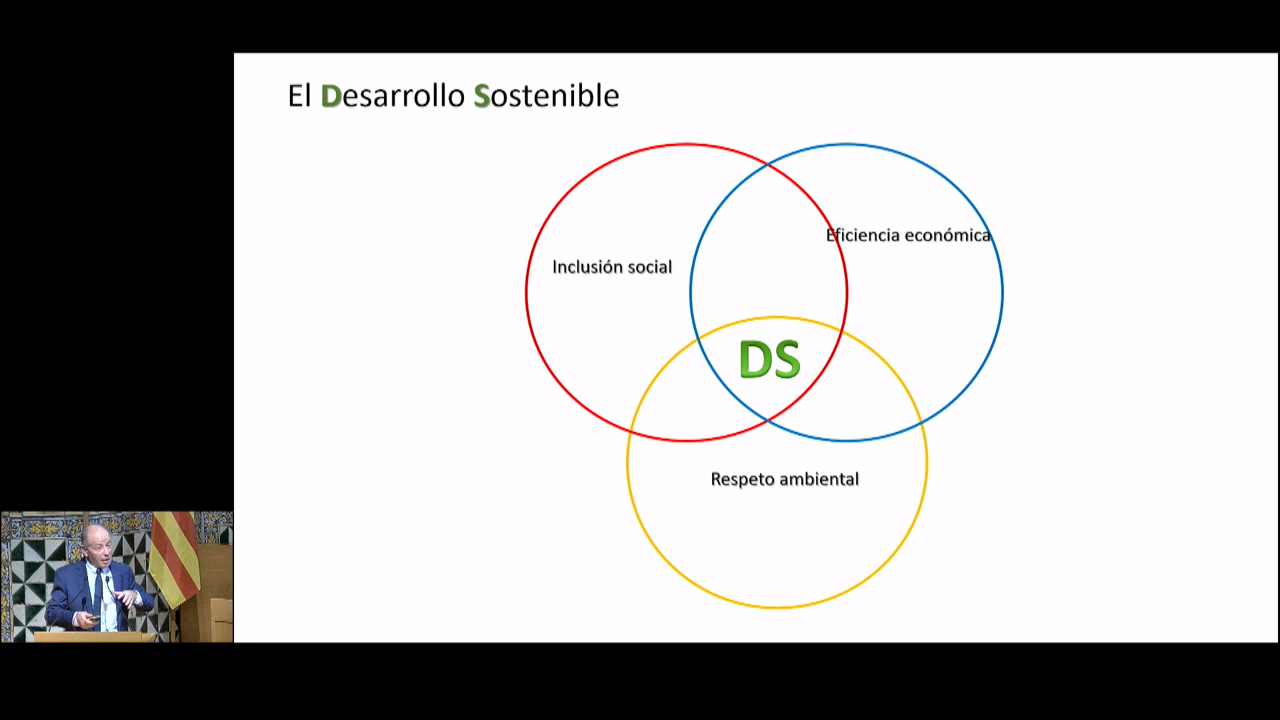 El Desarrollo Sostenible
Eficiencia económica
Inclusión social
DS
Respeto ambiental